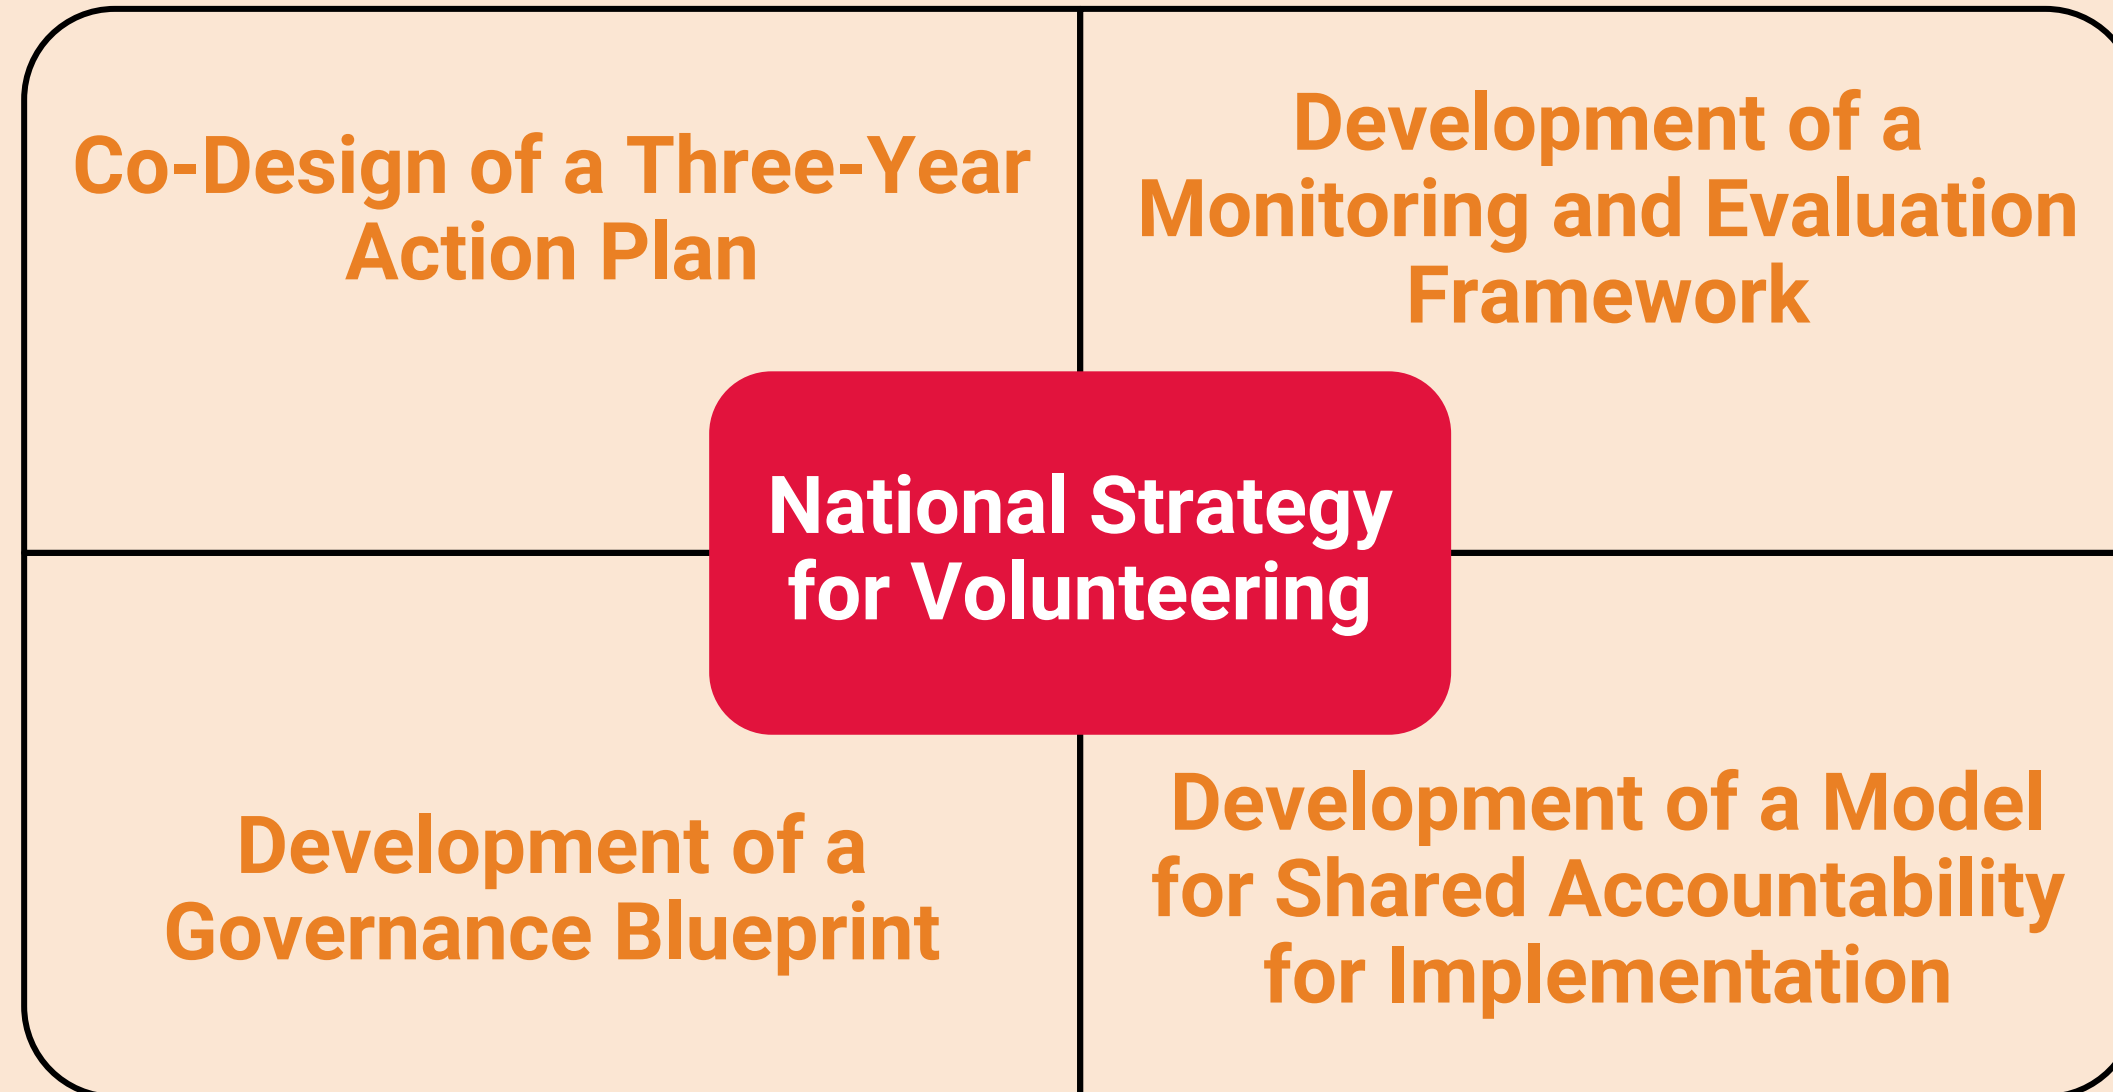 Co-Design of a Three-Year
Action Plan
Development of a
Monitoring and Evaluation
Framework
National Strategy
for Volunteering
Development of a
Governance Blueprint
Development of a Model
for Shared Accountability
for Implementation